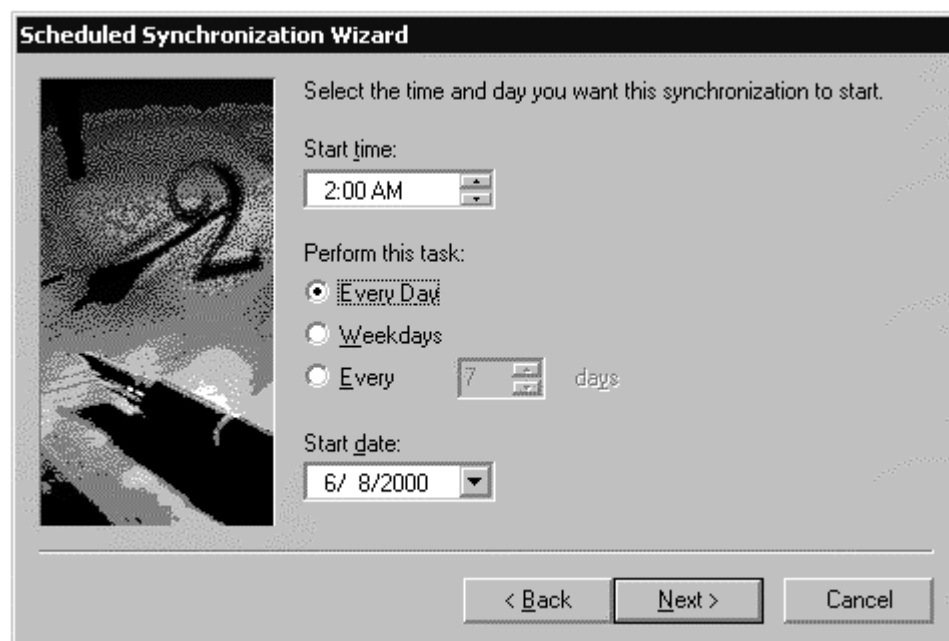 Scheduled Synchronization Wizard
Select the time and day you want this synchronization to start.
Start time:
2:00 AM
Perform this task:
Every Day
Weekdays
Every 7 days
Start date:
6/ 8/2000
< Back Next > Cancel